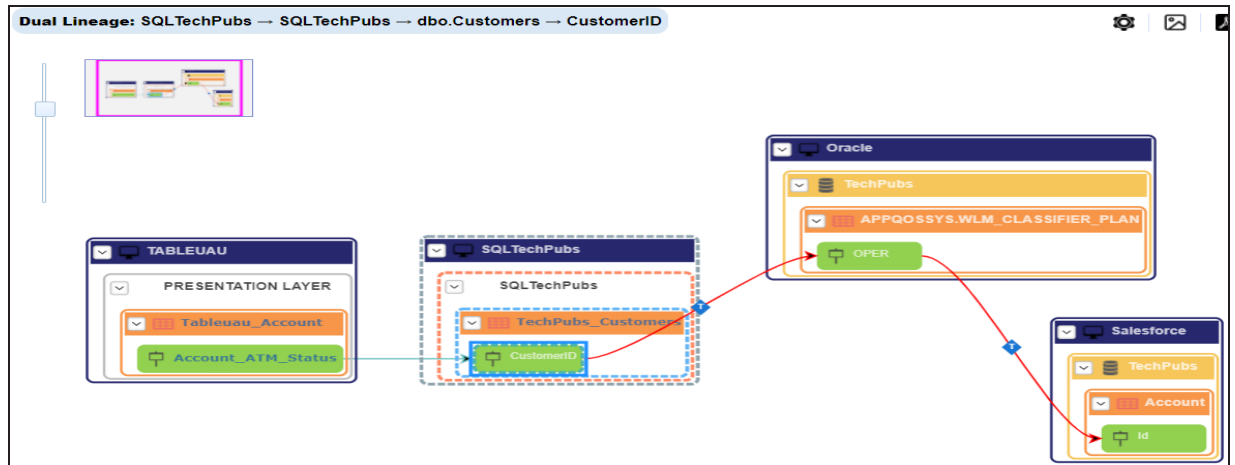 Dual Lineage: SQLTechPubs → SQLTechPubs → dbo.Customers → CustomerID
Oracle
TechPubs
APPQOSSYS.WLM_CLASSIFIER_PLAN
OPER
TABLEUAU
PRESENTATION LAYER
Tableuau_Account
Account_ATM_Status
SQLTechPubs
SQLTechPubs
TechPubs_Customers
CustomerID
T
T
Salesforce
TechPubs
Account
Id